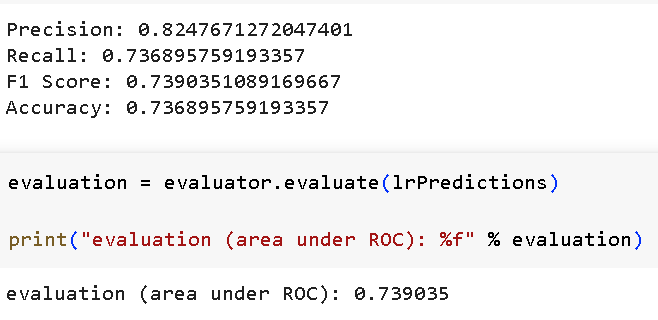 Precision: 0.8247671272047401
Recall: 0.736895759193357
F1 Score: 0.7390351089169667
Accuracy: 0.736895759193357
evaluation = evaluator.evaluate(lrPredictions)
print("evaluation (area under ROC): %f" % evaluation)
evaluation (area under ROC): 0.739035